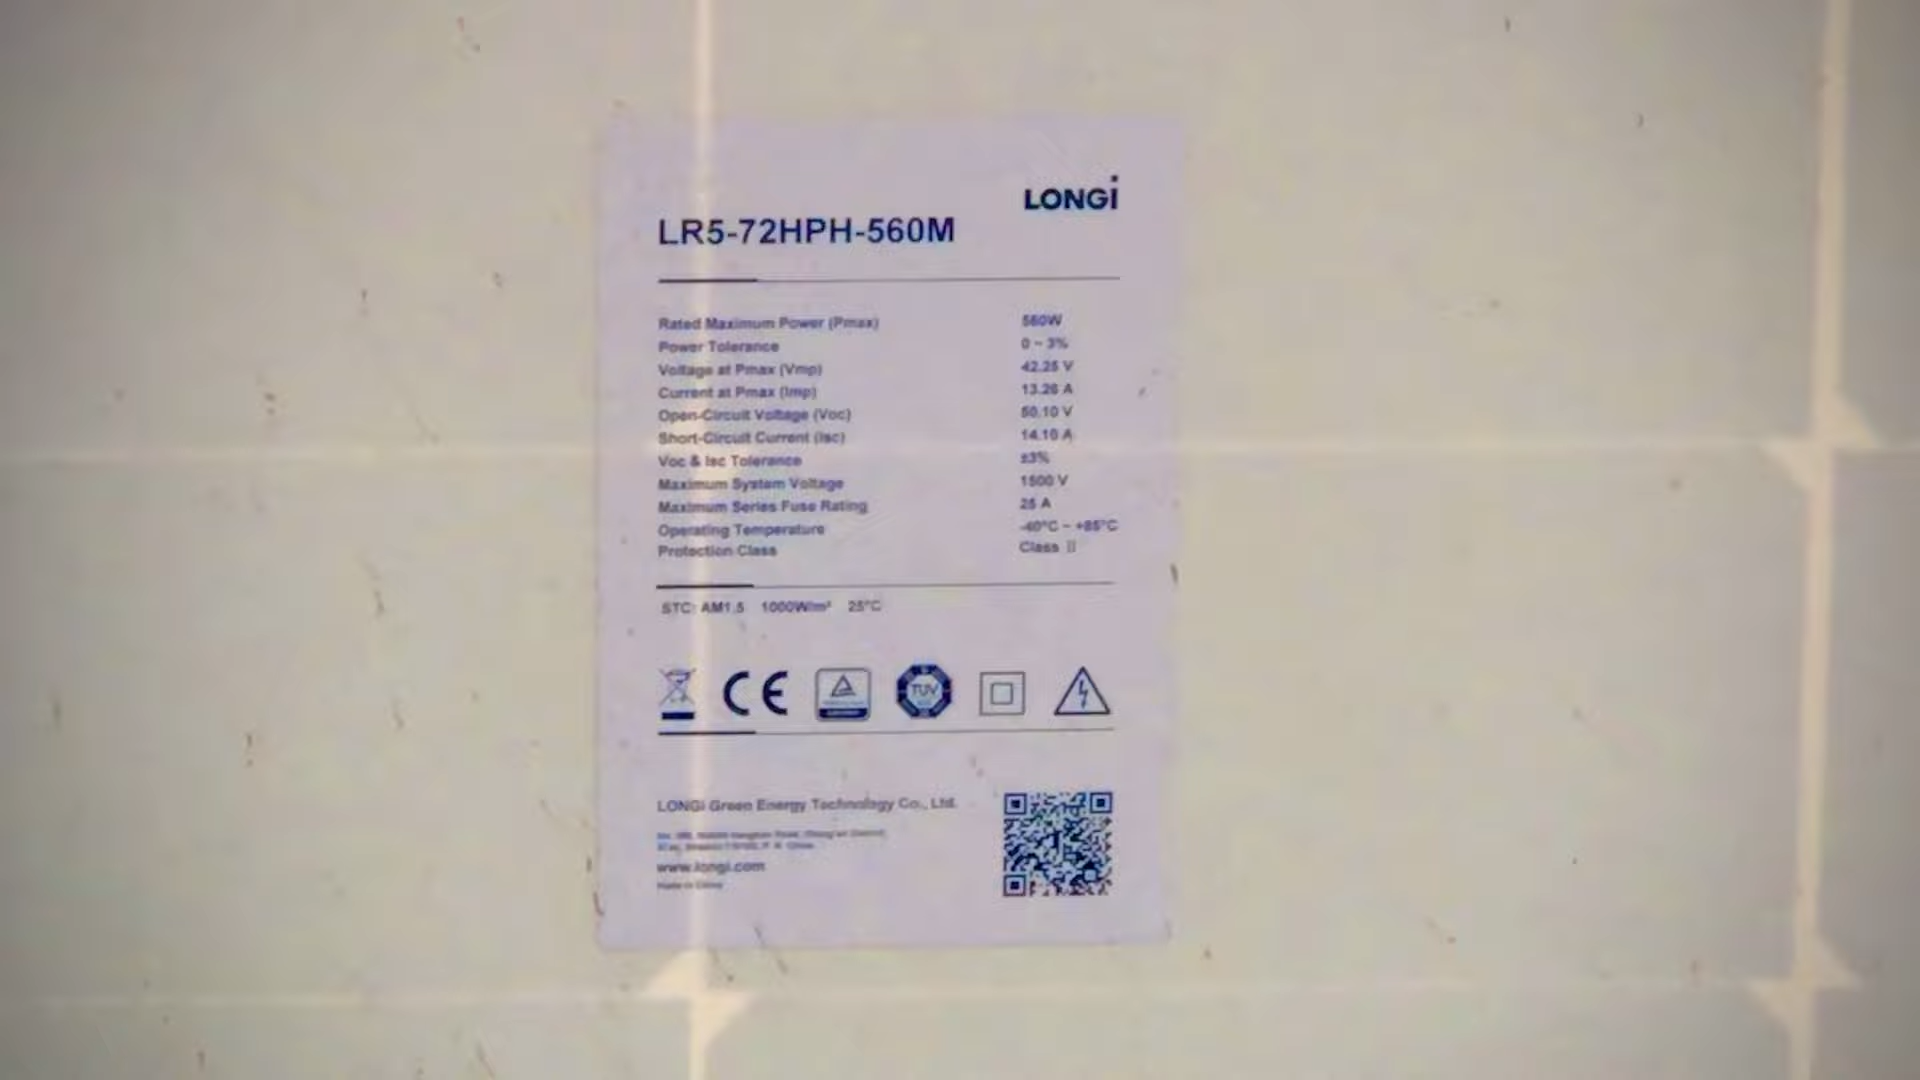 LONGi
LR5-72HPH-560M
Rated Maximum Power (Pmax) 560W
Power Tolerance 0 ~ 3%
Voltage at Pmax (Vmp) 42.25 V
Current at Pmax (Imp) 13.26 A
Open-Circuit Voltage (Voc) 50.10 V
Short-Circuit Current (Isc) 14.10 A
Voc & Isc Tolerance ±3%
Maximum System Voltage 1500 V
Maximum Series Fuse Rating 25 A
Operating Temperature -40°C ~ +85°C
Protection Class Class II
STC: AM1.5 1000W/m² 25°C
CE
TUV
LONGi Green Energy Technology Co., Ltd.
www.longi.com
Made in China